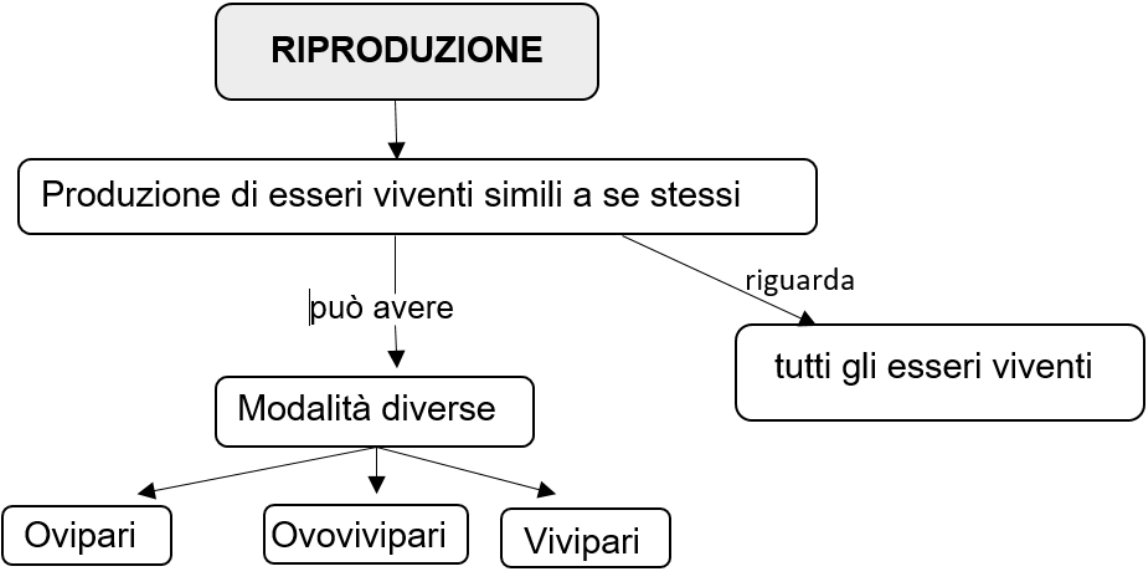 RIPRODUZIONE
Produzione di esseri viventi simili a se stessi
riguarda
può avere
tutti gli esseri viventi
Modalità diverse
Ovipari
Ovovivipari
Vivipari